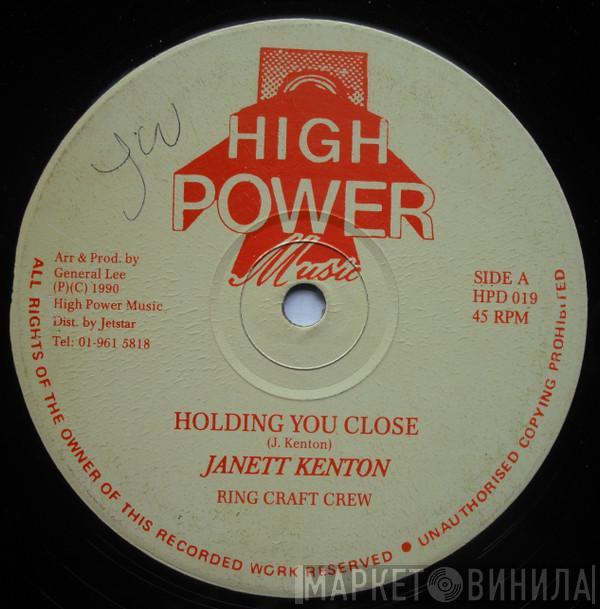 HIGH
POWER
Music
Arr & Prod. by
General Lee
(P)(C) 1990
High Power Music
Dist. by Jetstar
Tel: 01-961 5818
SIDE A
HPD 019
45 RPM
HOLDING YOU CLOSE
(J. Kenton)
JANETT KENTON
RING CRAFT CREW
ALL RIGHTS OF THE OWNER OF THIS RECORDED WORK RESERVED ● UNAUTHORISED COPYING PROHIBITED
МАРКЕТ ВИНИЛА